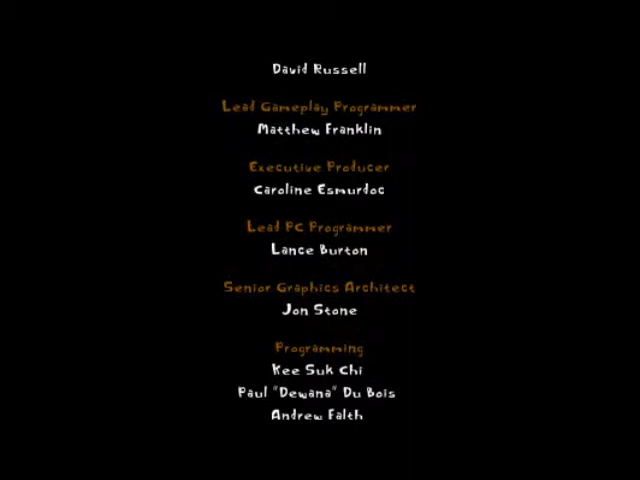 David Russell
Lead Gameplay Programmer
Matthew Franklin
Executive Producer
Caroline Esmurdoc
Lead PC Programmer
Lance Burton
Senior Graphics Architect
Jon Stone
Programming
Kee Suk Chi
Paul "Dewana" Du Bois
Andrew Falth